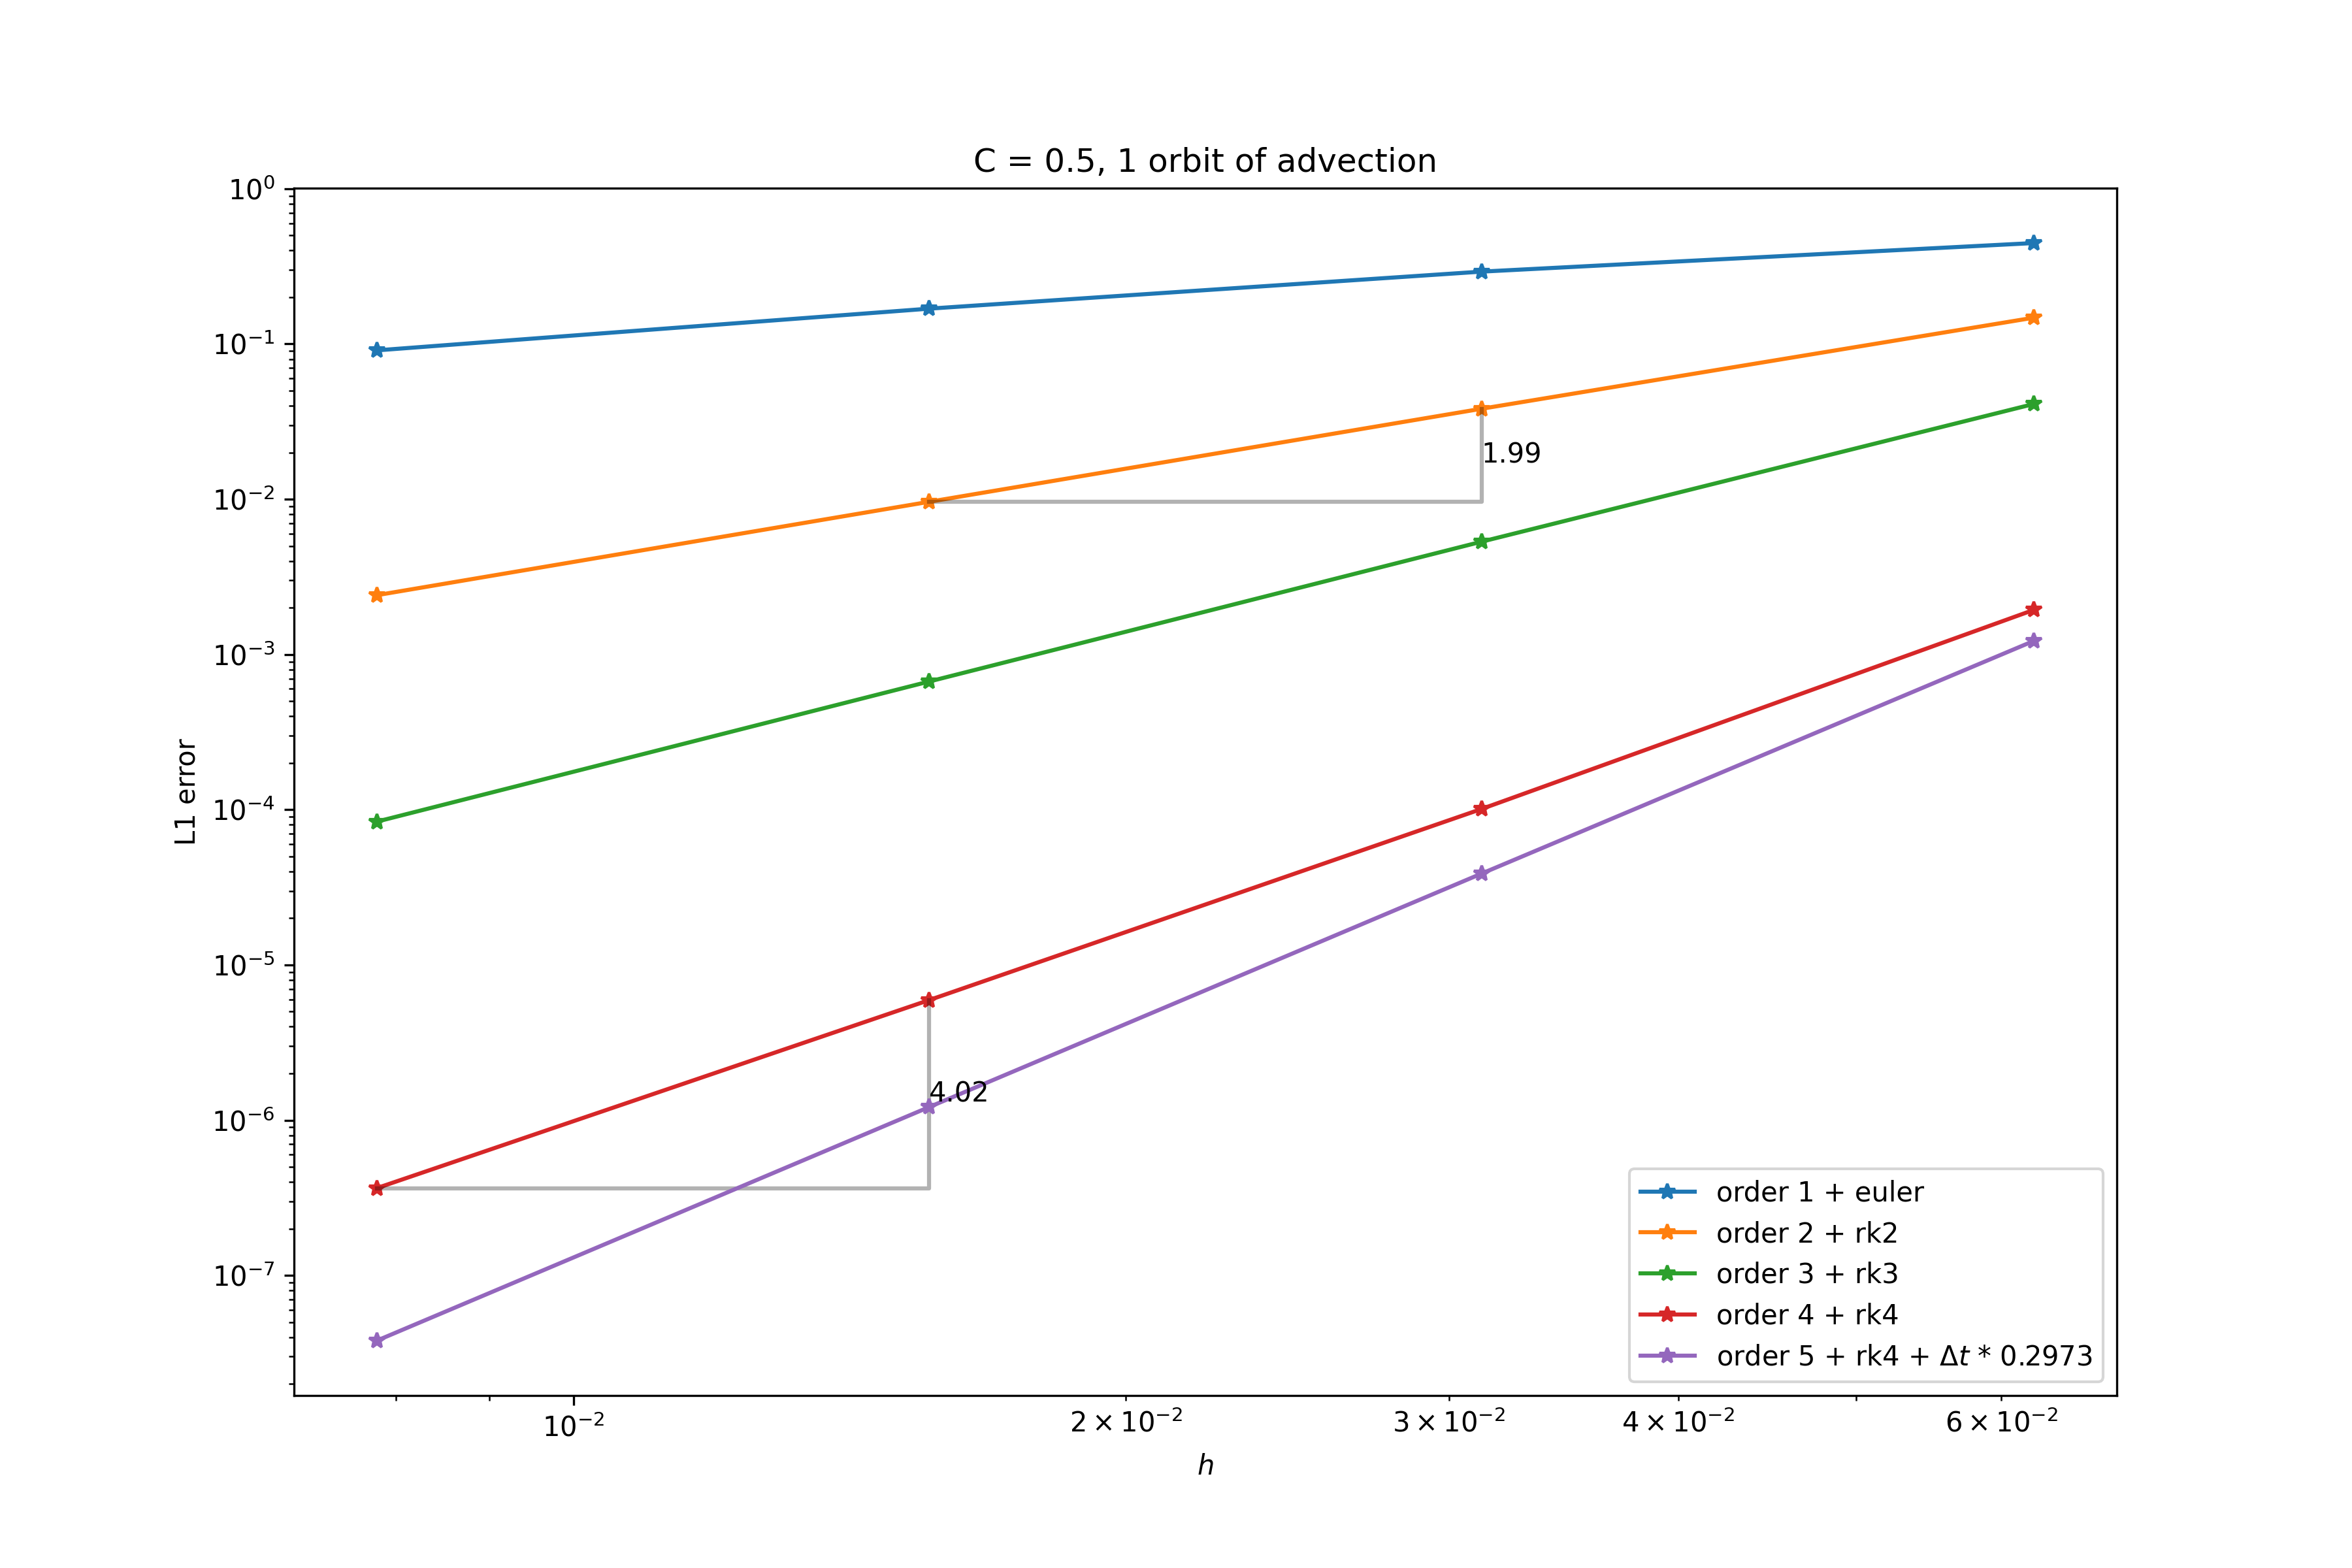 C = 0.5, 1 orbit of advection
L1 error
10⁰
10⁻¹
10⁻²
10⁻³
10⁻⁴
10⁻⁵
10⁻⁶
10⁻⁷
1.99
4.02
order 1 + euler
order 2 + rk2
order 3 + rk3
order 4 + rk4
order 5 + rk4 + Δt * 0.2973
10⁻² 2×10⁻² 3×10⁻² 4×10⁻² 6×10⁻²
h